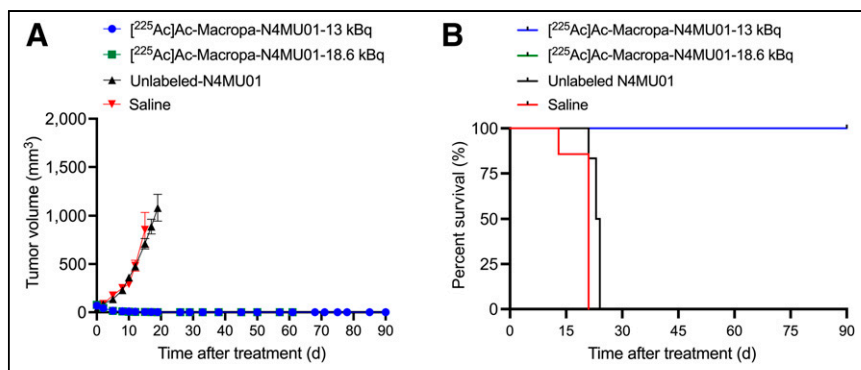 A
[²²⁵Ac]Ac-Macropa-N4MU01-13 kBq
[²²⁵Ac]Ac-Macropa-N4MU01-18.6 kBq
Unlabeled-N4MU01
Saline
Tumor volume (mm³)
2,000
1,500
1,000
500
0
0 10 20 30 40 50 60 70 80 90
Time after treatment (d)
B
[²²⁵Ac]Ac-Macropa-N4MU01-13 kBq
[²²⁵Ac]Ac-Macropa-N4MU01-18.6 kBq
Unlabeled N4MU01
Saline
Percent survival (%)
100
75
50
25
0
0 15 30 45 60 75 90
Time after treatment (d)